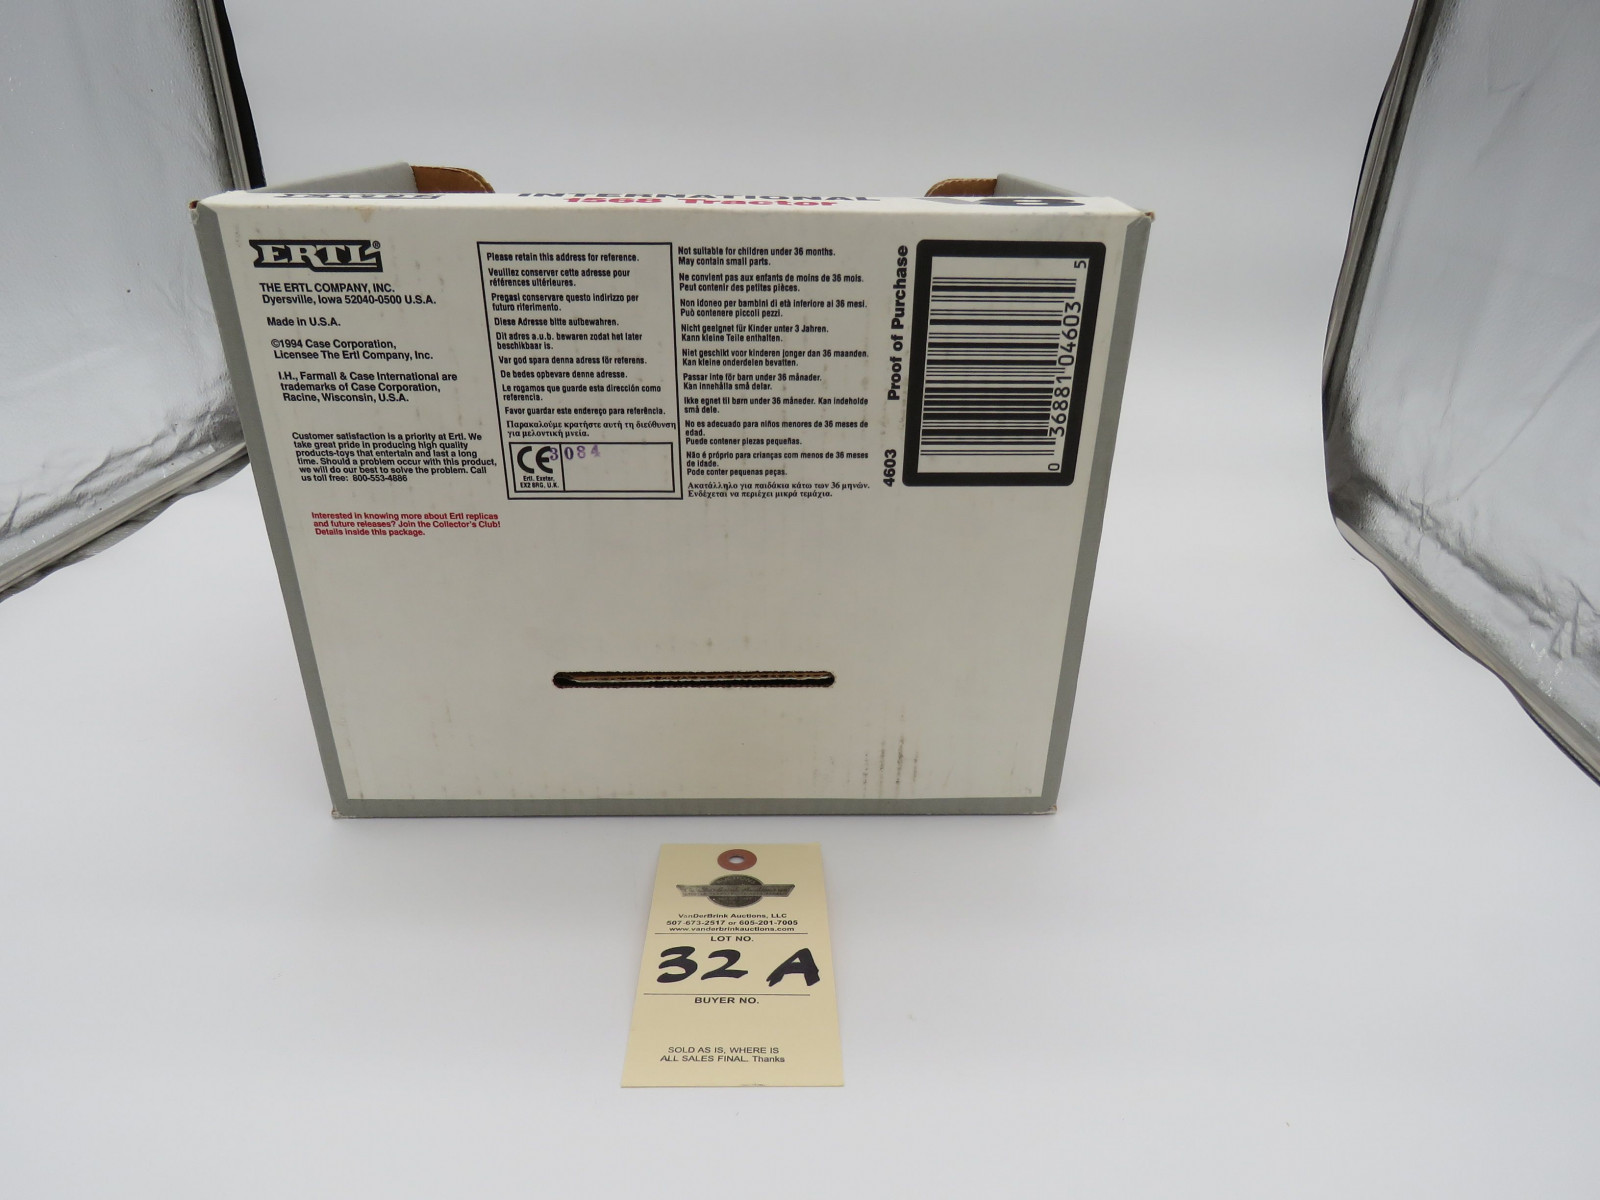 INTERNATIONAL
1568 Tractor
V8
ERTL®
THE ERTL COMPANY, INC.
Dyersville, Iowa 52040-0500 U.S.A.
Made in U.S.A.
©1994 Case Corporation,
Licensee The Ertl Company, Inc.
I.H., Farmall & Case International are
trademarks of Case Corporation,
Racine, Wisconsin, U.S.A.
Customer satisfaction is a priority at Ertl. We
take great pride in producing high quality
products-toys that entertain and last a long
time. Should a problem occur with this product,
we will do our best to solve the problem. Call
us toll free: 800-553-4886
Interested in knowing more about Ertl replicas
and future releases? Join the Collector's Club!
Details inside this package.
Please retain this address for reference.
Veuillez conserver cette adresse pour
références ultérieures.
Pregasi conservare questo indirizzo per
futuro riferimento.
Diese Adresse bitte aufbewahren.
Dit adres a.u.b. bewaren zodat het later
beschikbaar is.
Var god spara denna adress för referens.
De bedes opbevare denne adresse.
Le rogamos que guarde esta dirección como
referencia.
Favor guardar este endereço para referência.
Παρακαλούμε κρατήστε αυτή τη διεύθυνση
για μελοντική μνεία.
CE
3084
Ertl, Exeter,
EX2 8RG, U.K.
Not suitable for children under 36 months.
May contain small parts.
Ne convient pas aux enfants de moins de 36 mois.
Peut contenir des petites pièces.
Non idoneo per bambini di età inferiore ai 36 mesi.
Può contenere piccoli pezzi.
Nicht geeignet für Kinder unter 3 Jahren.
Kann kleine Teile enthalten.
Niet geschikt voor kinderen jonger dan 36 maanden.
Kan kleine onderdelen bevatten.
Passar inte för barn under 36 månader.
Kan innehålla små delar.
Ikke egnet til børn under 36 måneder. Kan indeholde
små dele.
No es adecuado para niños menores de 36 meses de
edad.
Puede contener piezas pequeñas.
Não é próprio para crianças com menos de 36 meses
de idade.
Pode conter pequenas peças.
Ακατάλληλο για παιδάκια κάτω των 36 μηνών.
Ενδέχεται να περιέχει μικρά τεμάχια.
4603
Proof of Purchase
0 36881 04603 5
VanDerBrink Auctions, LLC
507-673-2517 or 605-201-7005
www.vanderbrinkauctions.com
LOT NO.
32 A
BUYER NO.
SOLD AS IS, WHERE IS
ALL SALES FINAL. Thanks